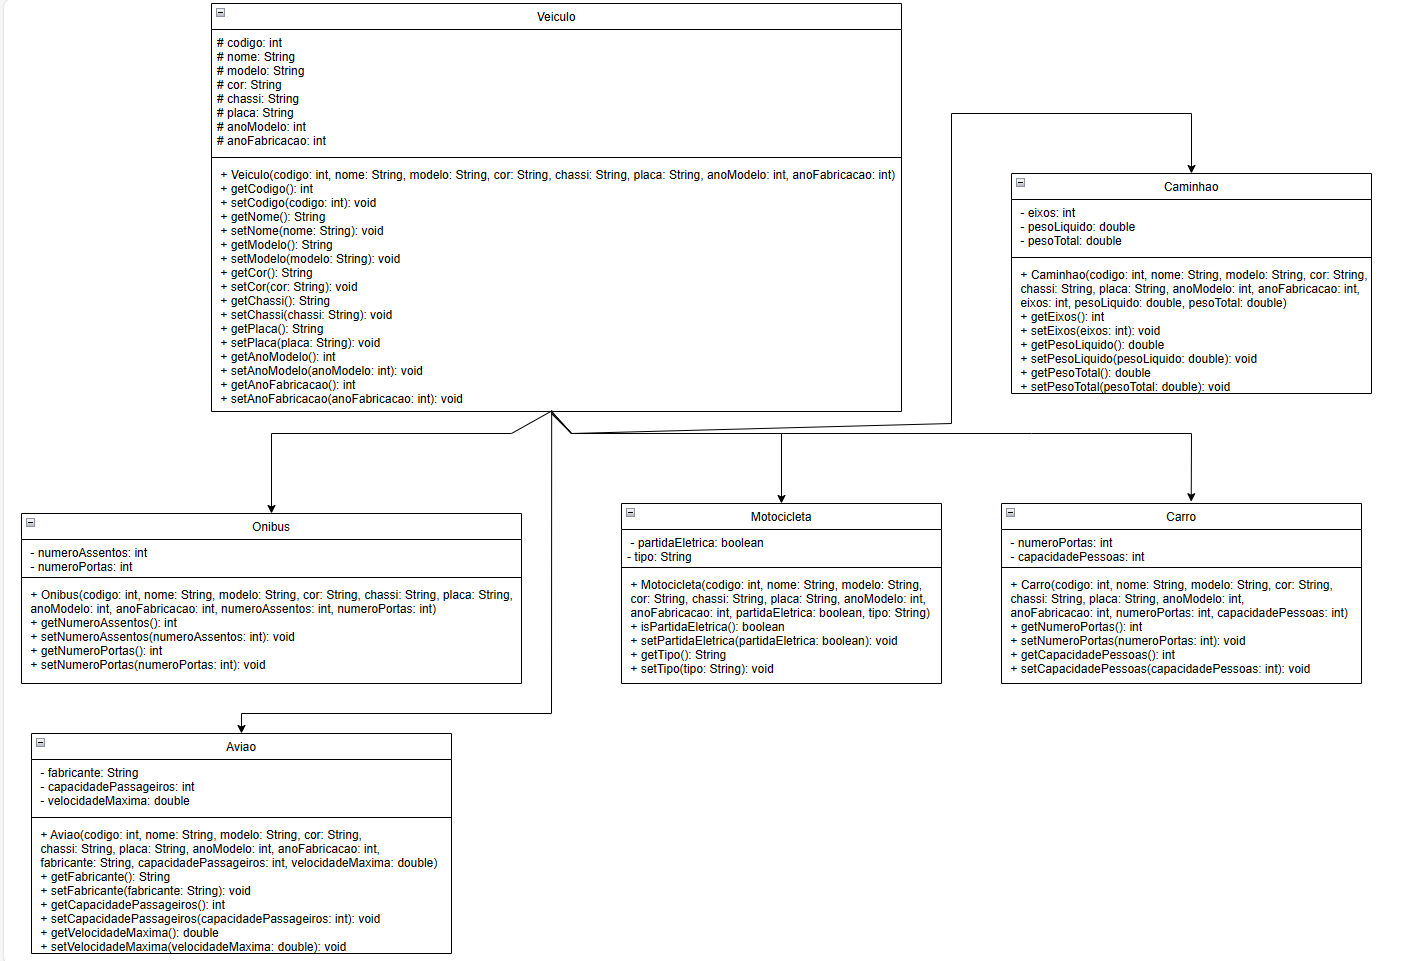 Veiculo
# codigo: int
# nome: String
# modelo: String
# cor: String
# chassi: String
# placa: String
# anoModelo: int
# anoFabricacao: int
+ Veiculo(codigo: int, nome: String, modelo: String, cor: String, chassi: String, placa: String, anoModelo: int, anoFabricacao: int)
+ getCodigo(): int
+ setCodigo(codigo: int): void
+ getNome(): String
+ setNome(nome: String): void
+ getModelo(): String
+ setModelo(modelo: String): void
+ getCor(): String
+ setCor(cor: String): void
+ getChassi(): String
+ setChassi(chassi: String): void
+ getPlaca(): String
+ setPlaca(placa: String): void
+ getAnoModelo(): int
+ setAnoModelo(anoModelo: int): void
+ getAnoFabricacao(): int
+ setAnoFabricacao(anoFabricacao: int): void
Caminhao
- eixos: int
- pesoLiquido: double
- pesoTotal: double
+ Caminhao(codigo: int, nome: String, modelo: String, cor: String,
chassi: String, placa: String, anoModelo: int, anoFabricacao: int,
eixos: int, pesoLiquido: double, pesoTotal: double)
+ getEixos(): int
+ setEixos(eixos: int): void
+ getPesoLiquido(): double
+ setPesoLiquido(pesoLiquido: double): void
+ getPesoTotal(): double
+ setPesoTotal(pesoTotal: double): void
Onibus
- numeroAssentos: int
- numeroPortas: int
+ Onibus(codigo: int, nome: String, modelo: String, cor: String, chassi: String, placa: String,
anoModelo: int, anoFabricacao: int, numeroAssentos: int, numeroPortas: int)
+ getNumeroAssentos(): int
+ setNumeroAssentos(numeroAssentos: int): void
+ getNumeroPortas(): int
+ setNumeroPortas(numeroPortas: int): void
Motocicleta
- partidaEletrica: boolean
- tipo: String
+ Motocicleta(codigo: int, nome: String, modelo: String,
cor: String, chassi: String, placa: String, anoModelo: int,
anoFabricacao: int, partidaEletrica: boolean, tipo: String)
+ isPartidaEletrica(): boolean
+ setPartidaEletrica(partidaEletrica: boolean): void
+ getTipo(): String
+ setTipo(tipo: String): void
Carro
- numeroPortas: int
- capacidadePessoas: int
+ Carro(codigo: int, nome: String, modelo: String, cor: String,
chassi: String, placa: String, anoModelo: int,
anoFabricacao: int, numeroPortas: int, capacidadePessoas: int)
+ getNumeroPortas(): int
+ setNumeroPortas(numeroPortas: int): void
+ getCapacidadePessoas(): int
+ setCapacidadePessoas(capacidadePessoas: int): void
Aviao
- fabricante: String
- capacidadePassageiros: int
- velocidadeMaxima: double
+ Aviao(codigo: int, nome: String, modelo: String, cor: String,
chassi: String, placa: String, anoModelo: int, anoFabricacao: int,
fabricante: String, capacidadePassageiros: int, velocidadeMaxima: double)
+ getFabricante(): String
+ setFabricante(fabricante: String): void
+ getCapacidadePassageiros(): int
+ setCapacidadePassageiros(capacidadePassageiros: int): void
+ getVelocidadeMaxima(): double
+ setVelocidadeMaxima(velocidadeMaxima: double): void